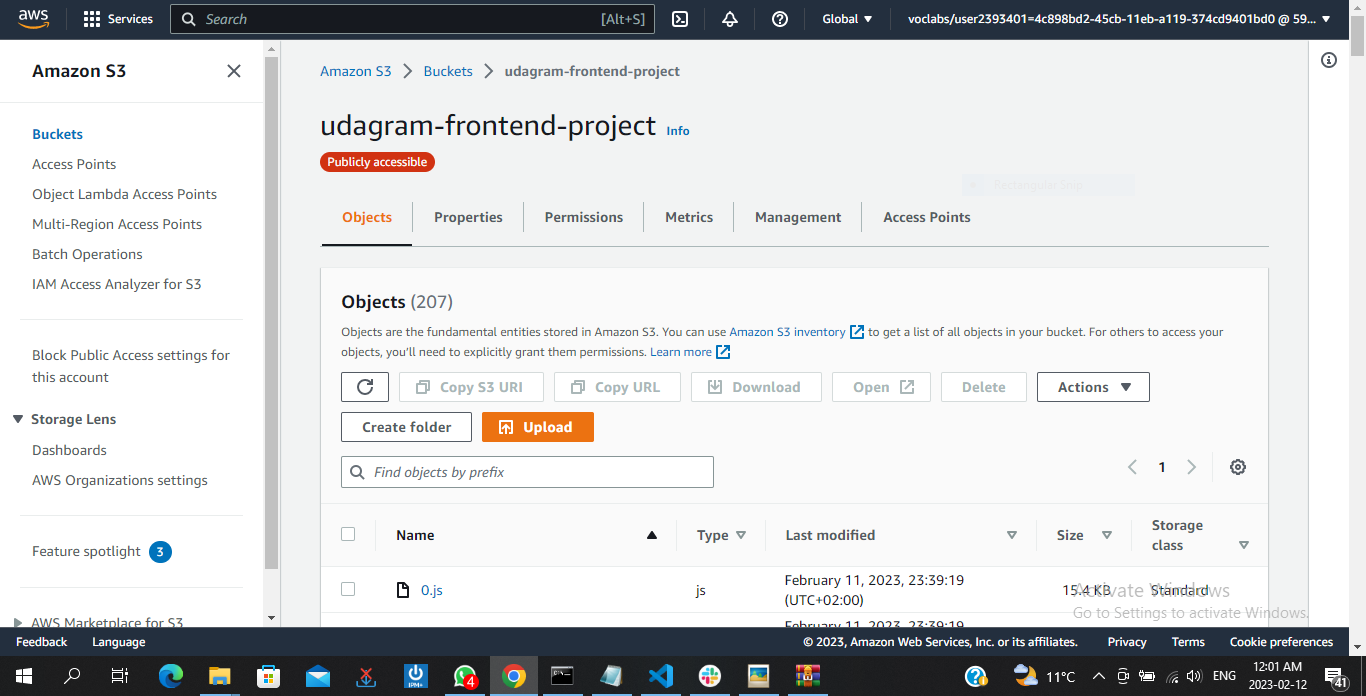 aws
Services
Search [Alt+S]
Global
voclabs/user2393401=4c898bd2-45cb-11eb-a119-374cd9401bd0 @ 59...
Amazon S3
Buckets
Access Points
Object Lambda Access Points
Multi-Region Access Points
Batch Operations
IAM Access Analyzer for S3
Block Public Access settings for
this account
Storage Lens
Dashboards
AWS Organizations settings
Feature spotlight 3
AWS Marketplace for S3
Amazon S3 > Buckets > udagram-frontend-project
udagram-frontend-project Info
Publicly accessible
Rectangular Snip
Objects Properties Permissions Metrics Management Access Points
Objects (207)
Objects are the fundamental entities stored in Amazon S3. You can use Amazon S3 inventory to get a list of all objects in your bucket. For others to access your
objects, you'll need to explicitly grant them permissions. Learn more
Copy S3 URI Copy URL Download Open Delete Actions
Create folder Upload
Find objects by prefix
1
Name Type Last modified Size Storage
class
0.js js February 11, 2023, 23:39:19
(UTC+02:00) 15.4 KB Standard
February 11, 2023, 23:39:19
Activate Windows
Go to Settings to activate Windows.
Feedback Language © 2023, Amazon Web Services, Inc. or its affiliates. Privacy Terms Cookie preferences
IPM+
4
11°C
ENG
12:01 AM
2023-02-12
41